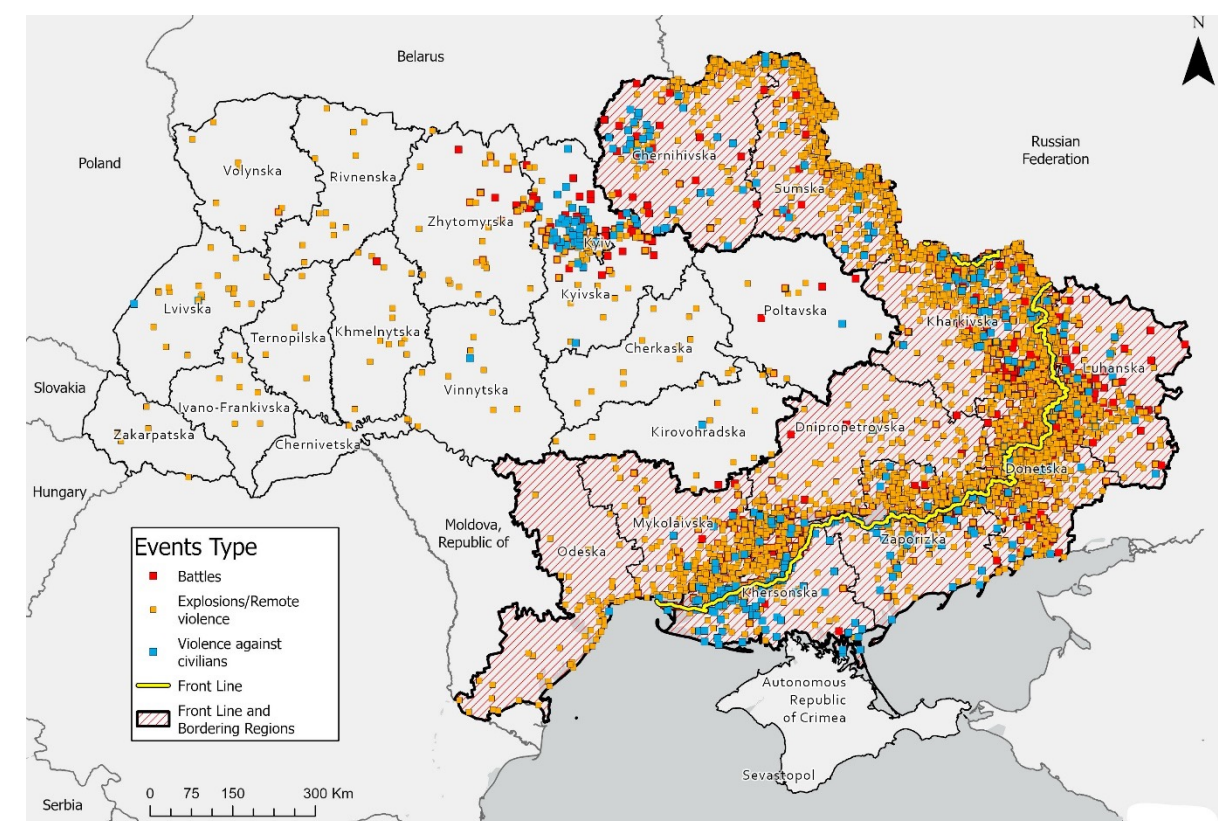 N
Belarus
Russian
Federation
Poland
Volynska
Rivnenska
Chernihivska
Sumska
Zhytomyrska
Kyiv
Lvivska
Ternopilska
Khmelnytska
Kyivska
Poltavska
Kharkivska
Cherkaska
Luhanska
Slovakia
Vinnytska
Ivano-Frankivska
Zakarpatska
Chernivetska
Kirovohradska
Dnipropetrovska
Donetska
Hungary
Moldova,
Republic of
Mykolaivska
Odeska
Zaporizka
Khersonska
Autonomous
Republic
of Crimea
Sevastopol
Serbia
Events Type
Battles
Explosions/Remote
violence
Violence against
civilians
Front Line
Front Line and
Bordering Regions
0 75 150 300 Km